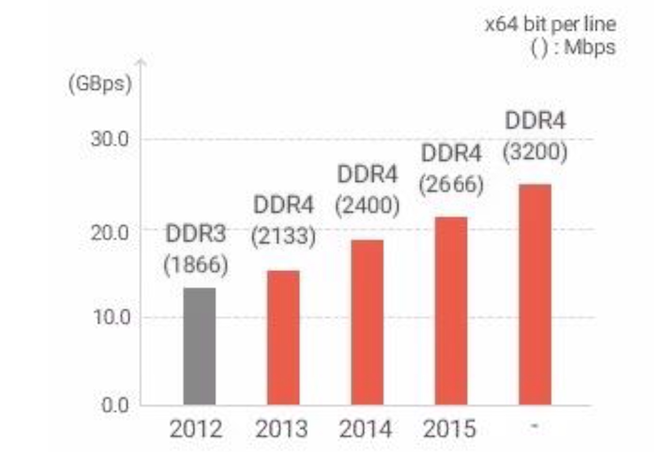 x64 bit per line
( ) : Mbps
(GBps)
30.0
20.0
10.0
0.0
DDR3
(1866)
DDR4
(2133)
DDR4
(2400)
DDR4
(2666)
DDR4
(3200)
2012 2013 2014 2015 -